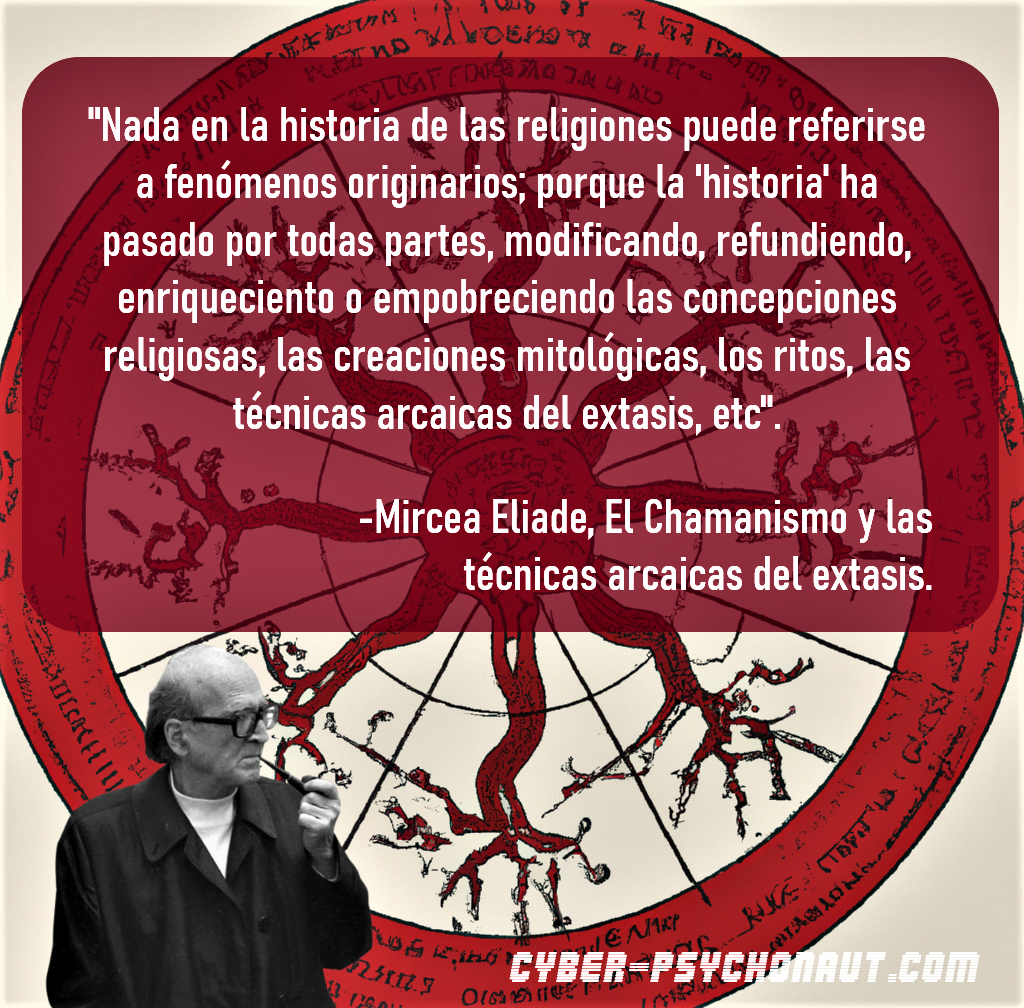 "Nada en la historia de las religiones puede referirse
a fenómenos originarios; porque la 'historia' ha
pasado por todas partes, modificando, refundiendo,
enriqueciento o empobreciendo las concepciones
religiosas, las creaciones mitológicas, los ritos, las
técnicas arcaicas del extasis, etc".
-Mircea Eliade, El Chamanismo y las
técnicas arcaicas del extasis.
CYBER-PSYCHONAUT.COM